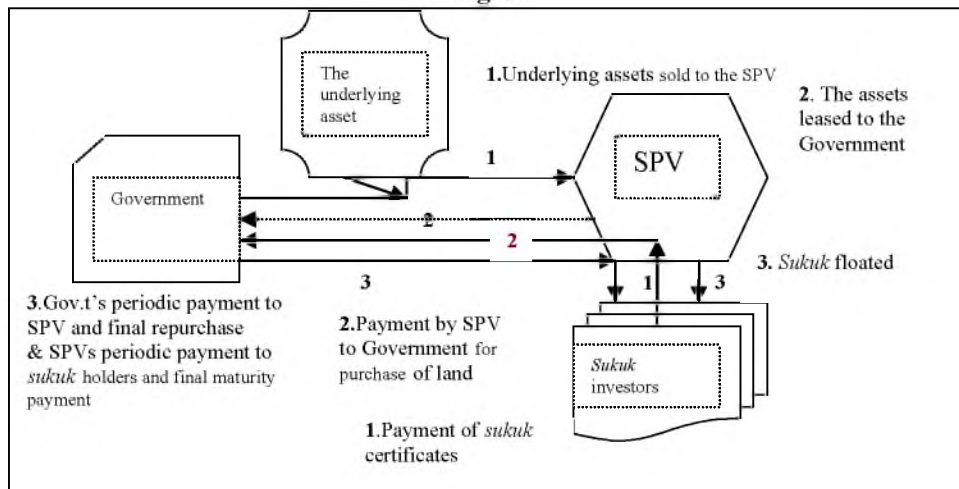 The
underlying
asset
1.Underlying assets sold to the SPV
2. The assets
leased to the
Government
SPV
1
Government
2
2
3
1
3
3. Sukuk floated
3.Gov.t's periodic payment to
SPV and final repurchase
& SPVs periodic payment to
sukuk holders and final maturity
payment
2.Payment by SPV
to Government for
purchase of land
Sukuk
investors
1.Payment of sukuk
certificates